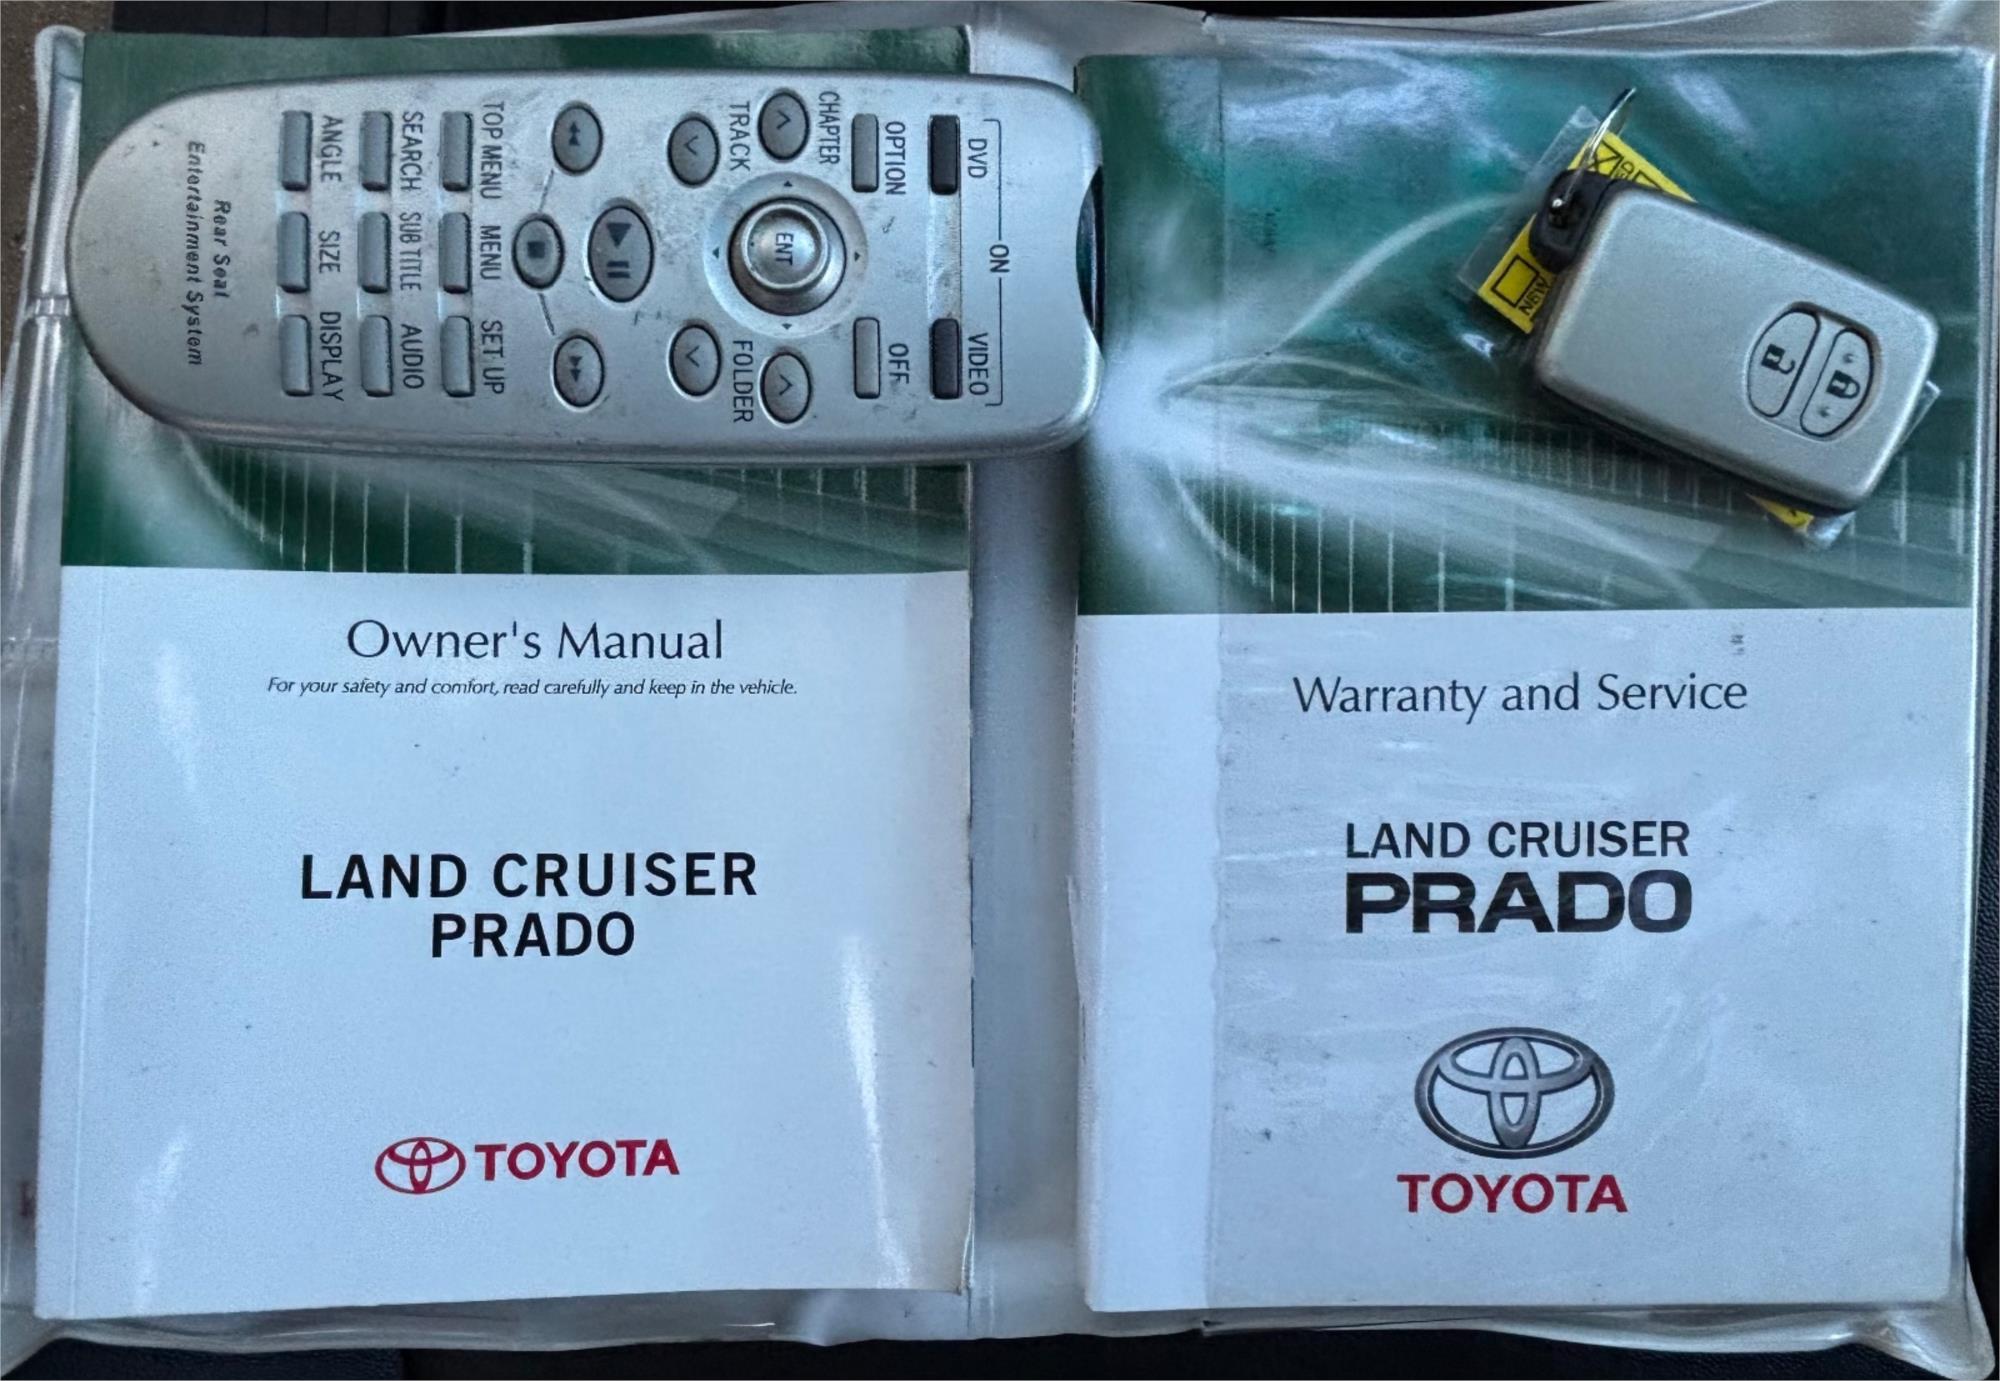 DVD
ON
VIDEO
OPTION
OFF
CHAPTER
TRACK
ENT
FOLDER
TOP MENU
MENU
SET UP
SEARCH
SUB TITLE
AUDIO
ANGLE
SIZE
DISPLAY
Rear Seat
Entertainment System
NEW
Owner's Manual
For your safety and comfort, read carefully and keep in the vehicle.
LAND CRUISER
PRADO
TOYOTA
Warranty and Service
LAND CRUISER
PRADO
TOYOTA